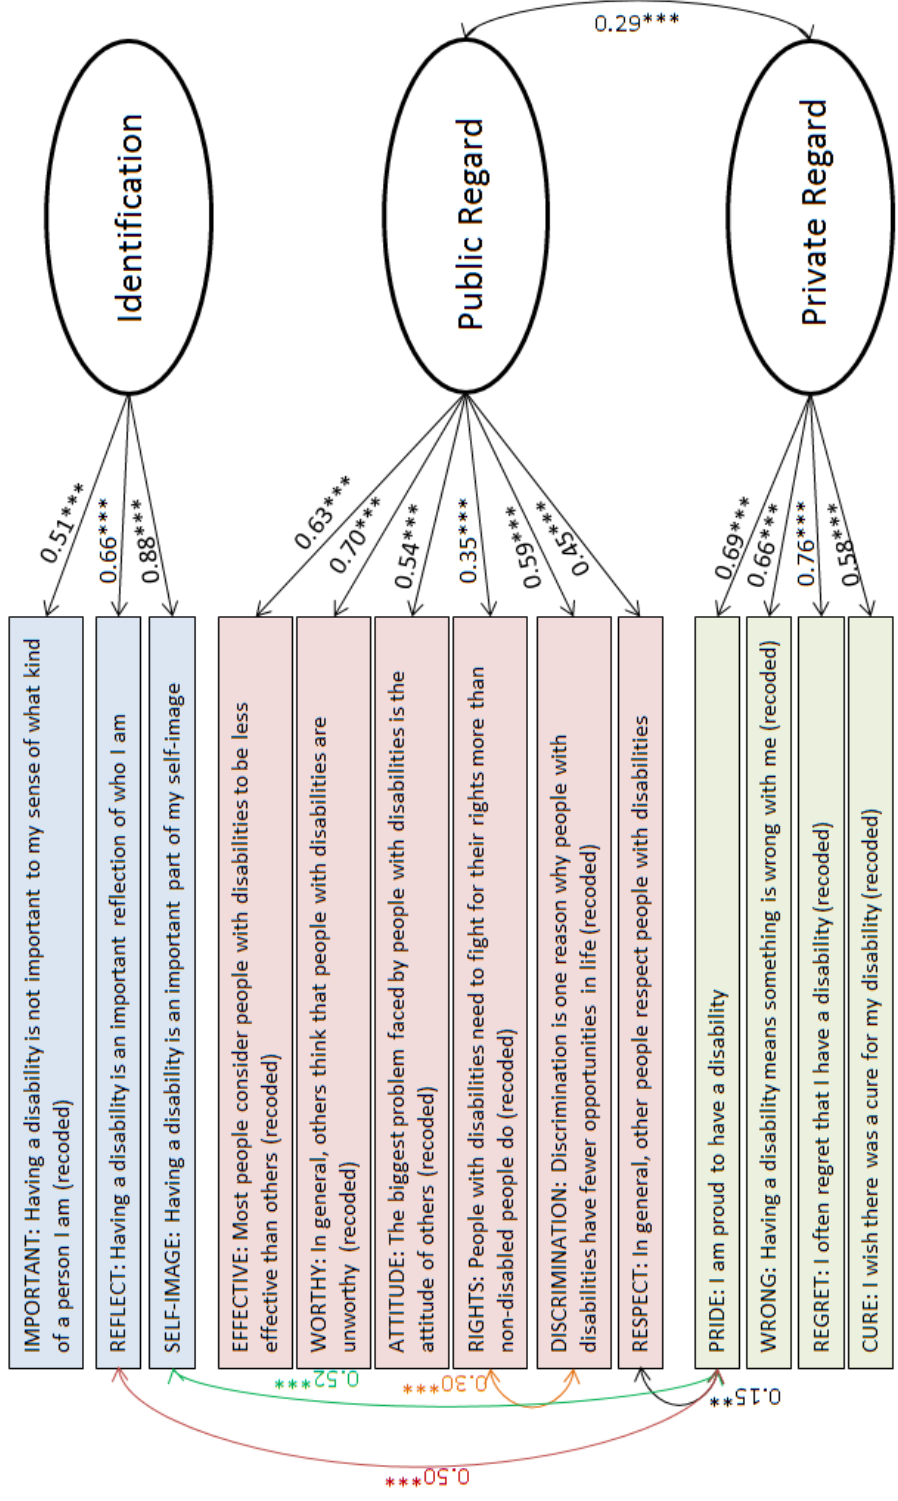 Identification
Public Regard
Private Regard
0.29***
0.51***
0.66***
0.88***
0.63***
0.70***
0.54***
0.35***
0.59***
0.45***
0.69***
0.66***
0.76***
0.58***
IMPORTANT: Having a disability is not important to my sense of what kind
of a person I am (recoded)
REFLECT: Having a disability is an important reflection of who I am
SELF-IMAGE: Having a disability is an important part of my self-image
EFFECTIVE: Most people consider people with disabilities to be less
effective than others (recoded)
WORTHY: In general, others think that people with disabilities are
unworthy (recoded)
ATTITUDE: The biggest problem faced by people with disabilities is the
attitude of others (recoded)
RIGHTS: People with disabilities need to fight for their rights more than
non-disabled people do (recoded)
DISCRIMINATION: Discrimination is one reason why people with
disabilities have fewer opportunities in life (recoded)
RESPECT: In general, other people respect people with disabilities
PRIDE: I am proud to have a disability
WRONG: Having a disability means something is wrong with me (recoded)
REGRET: I often regret that I have a disability (recoded)
CURE: I wish there was a cure for my disability (recoded)
0.52***
0.30***
0.15**
0.50***